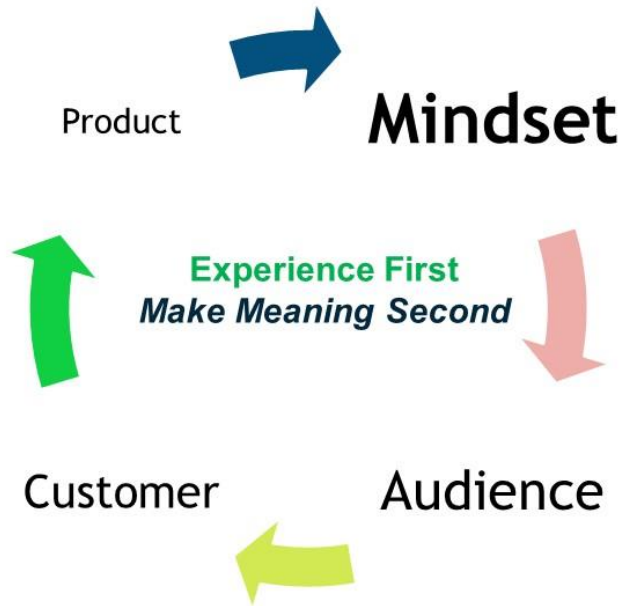 Product
Mindset
Experience First
Make Meaning Second
Customer
Audience